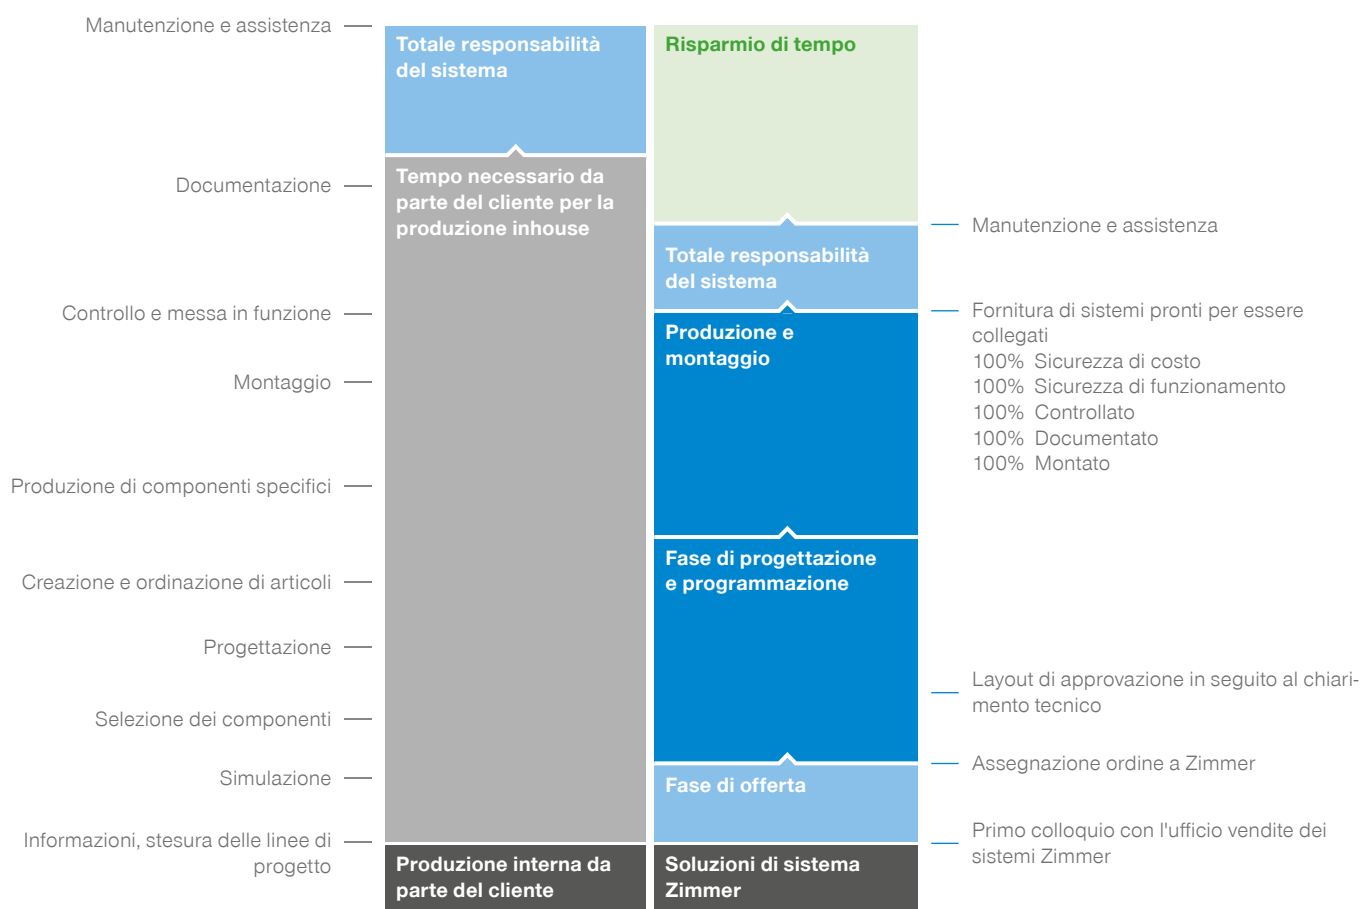 Manutenzione e assistenza
Documentazione
Controllo e messa in funzione
Montaggio
Produzione di componenti specifici
Creazione e ordinazione di articoli
Progettazione
Selezione dei componenti
Simulazione
Informazioni, stesura delle linee di
progetto
Totale responsabilità
del sistema
Tempo necessario da
parte del cliente per la
produzione inhouse
Produzione interna da
parte del cliente
Risparmio di tempo
Totale responsabilità
del sistema
Produzione e
montaggio
Fase di progettazione
e programmazione
Fase di offerta
Soluzioni di sistema
Zimmer
Manutenzione e assistenza
Fornitura di sistemi pronti per essere
collegati
100% Sicurezza di costo
100% Sicurezza di funzionamento
100% Controllato
100% Documentato
100% Montato
Layout di approvazione in seguito al chiari-
mento tecnico
Assegnazione ordine a Zimmer
Primo colloquio con l'ufficio vendite dei
sistemi Zimmer